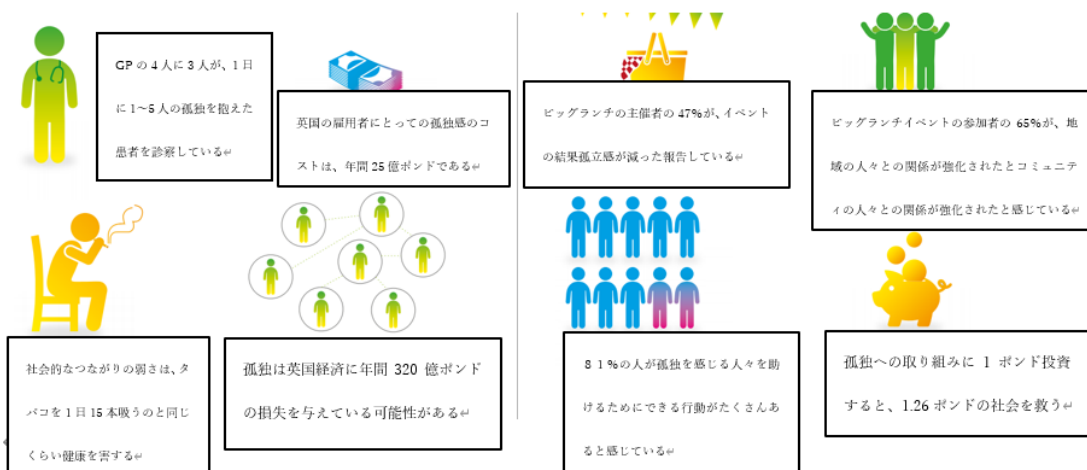 GPの4人に3人が、1日
に1~5人の孤独を抱えた
患者を診察している↵
英国の雇用者にとっての孤独感のコ
ストは、年間25億ポンドである↵
ビッグランチの主催者の47%が、イベント
の結果孤立感が減った報告している↵
ビッグランチイベントの参加者の65%が、地
域の人々との関係が強化されたとコミュニテ
ィの人々との関係が強化されたと感じている↵
社会的なつながりの弱さは、タ
バコを1日15本吸うのと同じ
くらい健康を害する↵
孤独は英国経済に年間 320 億ポンド
の損失を与えている可能性がある↵
81%の人が孤独を感じる人々を助
けるためにできる行動がたくさんあ
ると感じている↵
孤独への取り組みに 1 ポンド投資
すると、1.26 ポンドの社会を救う↵